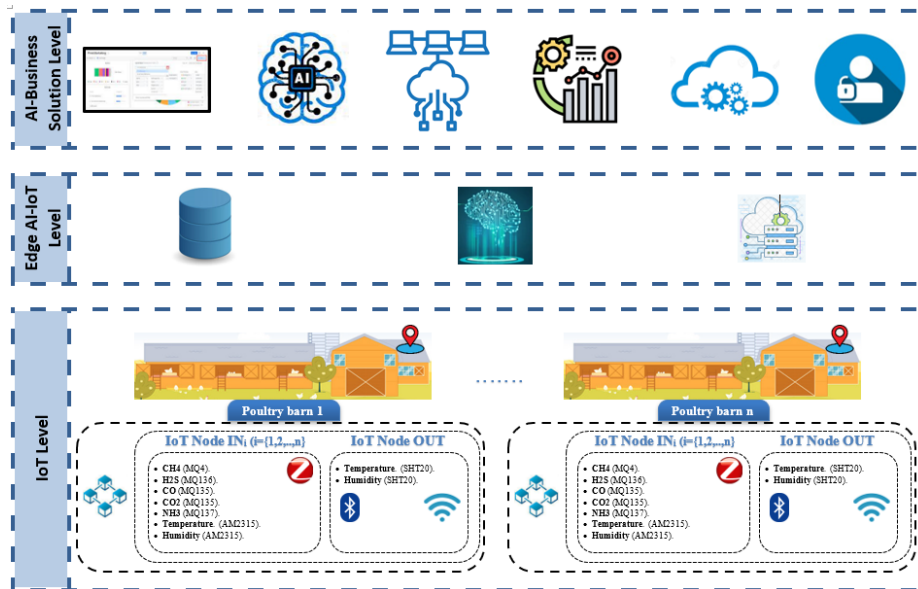 AI-Business
Solution Level
AI
Edge AI-IoT
Level
IoT Level
.......
Poultry barn 1
Poultry barn n
IoT Node INi (i={1,2,..,n}
CH4 (MQ4).
H2S (MQ136).
CO (MQ135).
CO2 (MQ135).
NH3 (MQ137).
Temperature. (AM2315).
Humidity (AM2315).
IoT Node OUT
Temperature. (SHT20).
Humidity (SHT20).
IoT Node INi (i={1,2,..,n}
CH4 (MQ4).
H2S (MQ136).
CO (MQ135).
CO2 (MQ135).
NH3 (MQ137).
Temperature. (AM2315).
Humidity (AM2315).
IoT Node OUT
Temperature. (SHT20).
Humidity (SHT20).